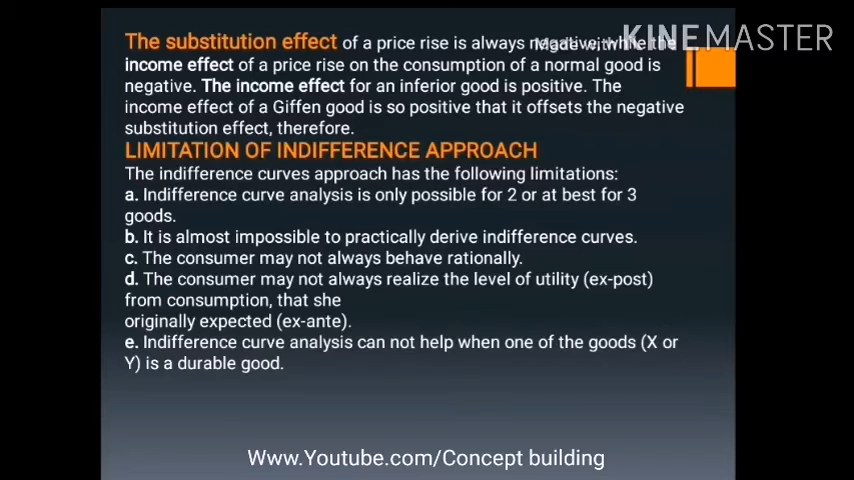 The substitution effect of a price rise is always negative, while the
Made with
KINEMASTER
income effect of a price rise on the consumption of a normal good is
negative. The income effect for an inferior good is positive. The
income effect of a Giffen good is so positive that it offsets the negative
substitution effect, therefore.
LIMITATION OF INDIFFERENCE APPROACH
The indifference curves approach has the following limitations:
a. Indifference curve analysis is only possible for 2 or at best for 3
goods.
b. It is almost impossible to practically derive indifference curves.
c. The consumer may not always behave rationally.
d. The consumer may not always realize the level of utility (ex-post)
from consumption, that she
originally expected (ex-ante).
e. Indifference curve analysis can not help when one of the goods (X or
Y) is a durable good.
Www.Youtube.com/Concept building